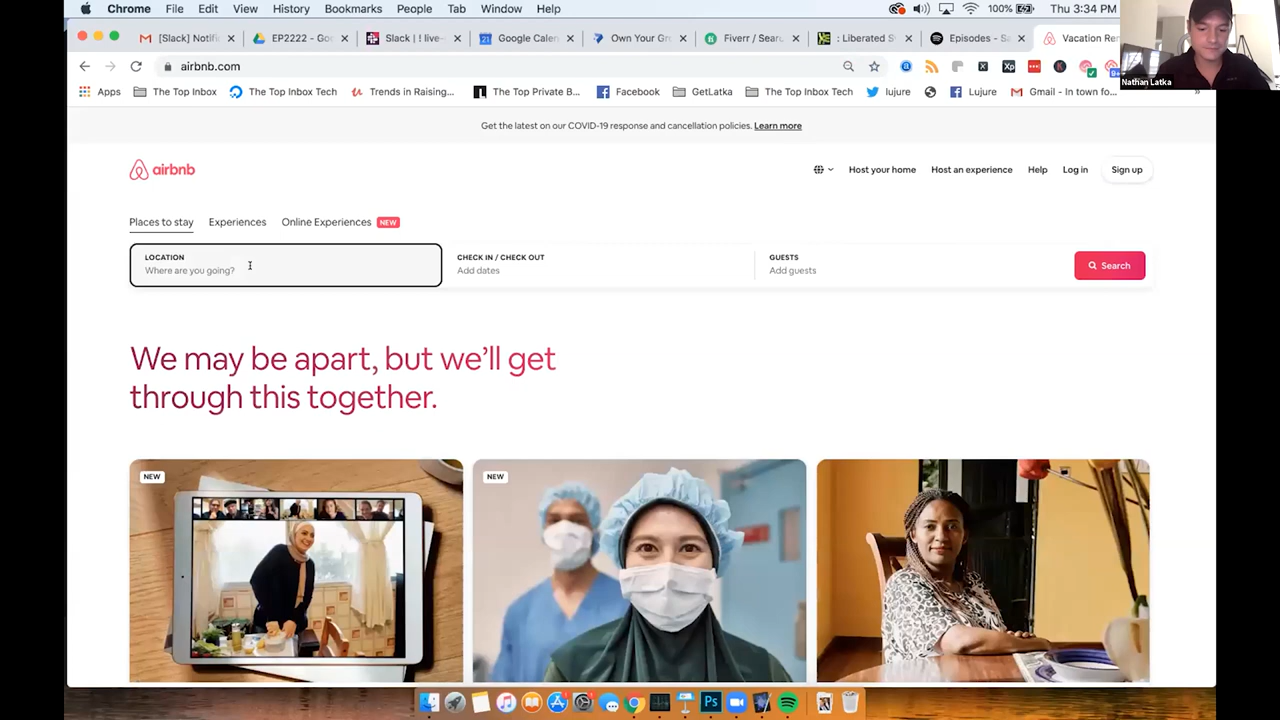 Chrome File Edit View History Bookmarks People Tab Window Help 100% Thu 3:34 PM
[Slack] Notifi EP2222 - Goo Slack | ! live- Google Calen Own Your Gro Fiverr / Searc : Liberated S Episodes - Sa Vacation Ren
airbnb.com
Apps The Top Inbox The Top Inbox Tech Trends in Raisin... The Top Private B... Facebook GetLatka The Top Inbox Tech lujure Lujure Gmail - In town fo... »
Nathan Latka
Get the latest on our COVID-19 response and cancellation policies. Learn more
airbnb
Host your home Host an experience Help Log in Sign up
Places to stay Experiences Online Experiences NEW
LOCATION CHECK IN / CHECK OUT GUESTS
Where are you going? Add dates Add guests
Search
We may be apart, but we'll get
through this together.
NEW NEW